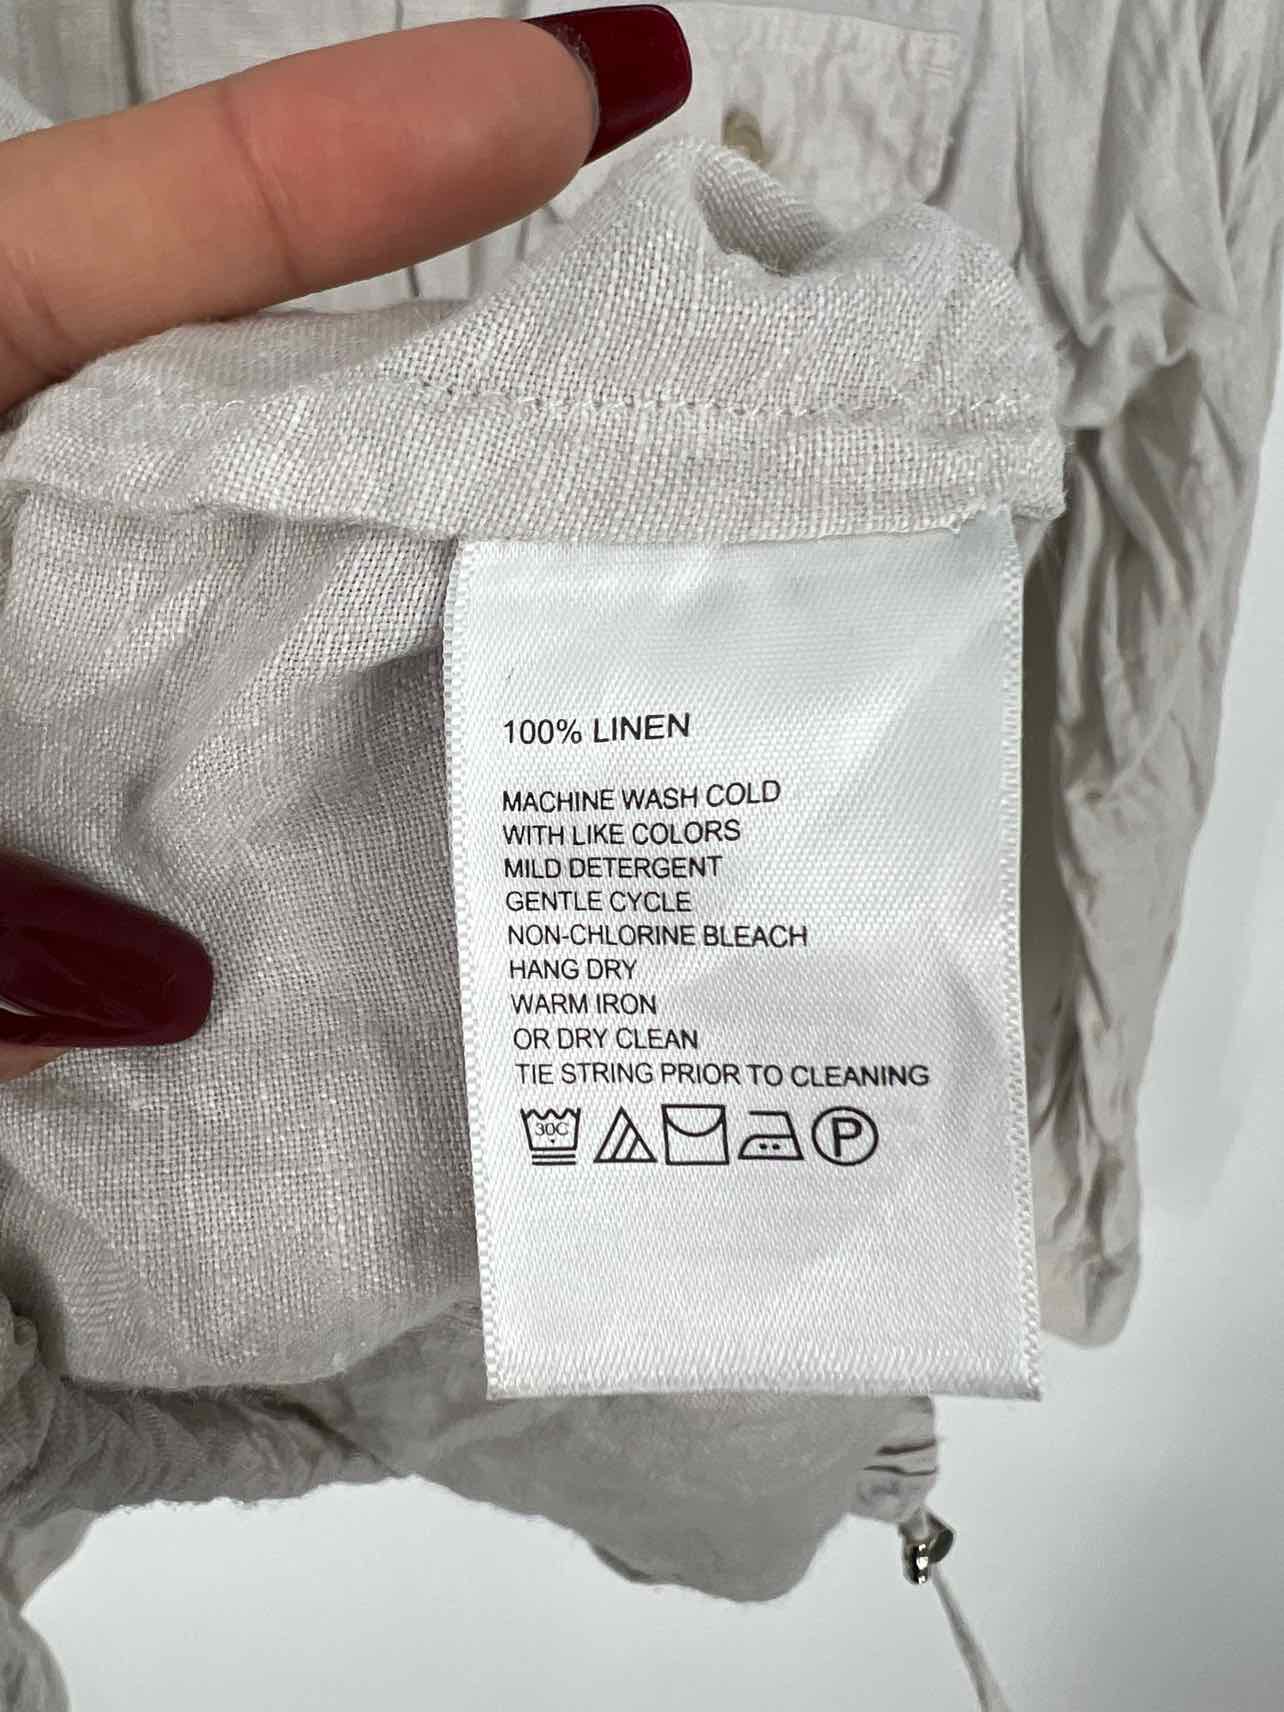 100% LINEN
MACHINE WASH COLD
WITH LIKE COLORS
MILD DETERGENT
GENTLE CYCLE
NON-CHLORINE BLEACH
HANG DRY
WARM IRON
OR DRY CLEAN
TIE STRING PRIOR TO CLEANING
30C P